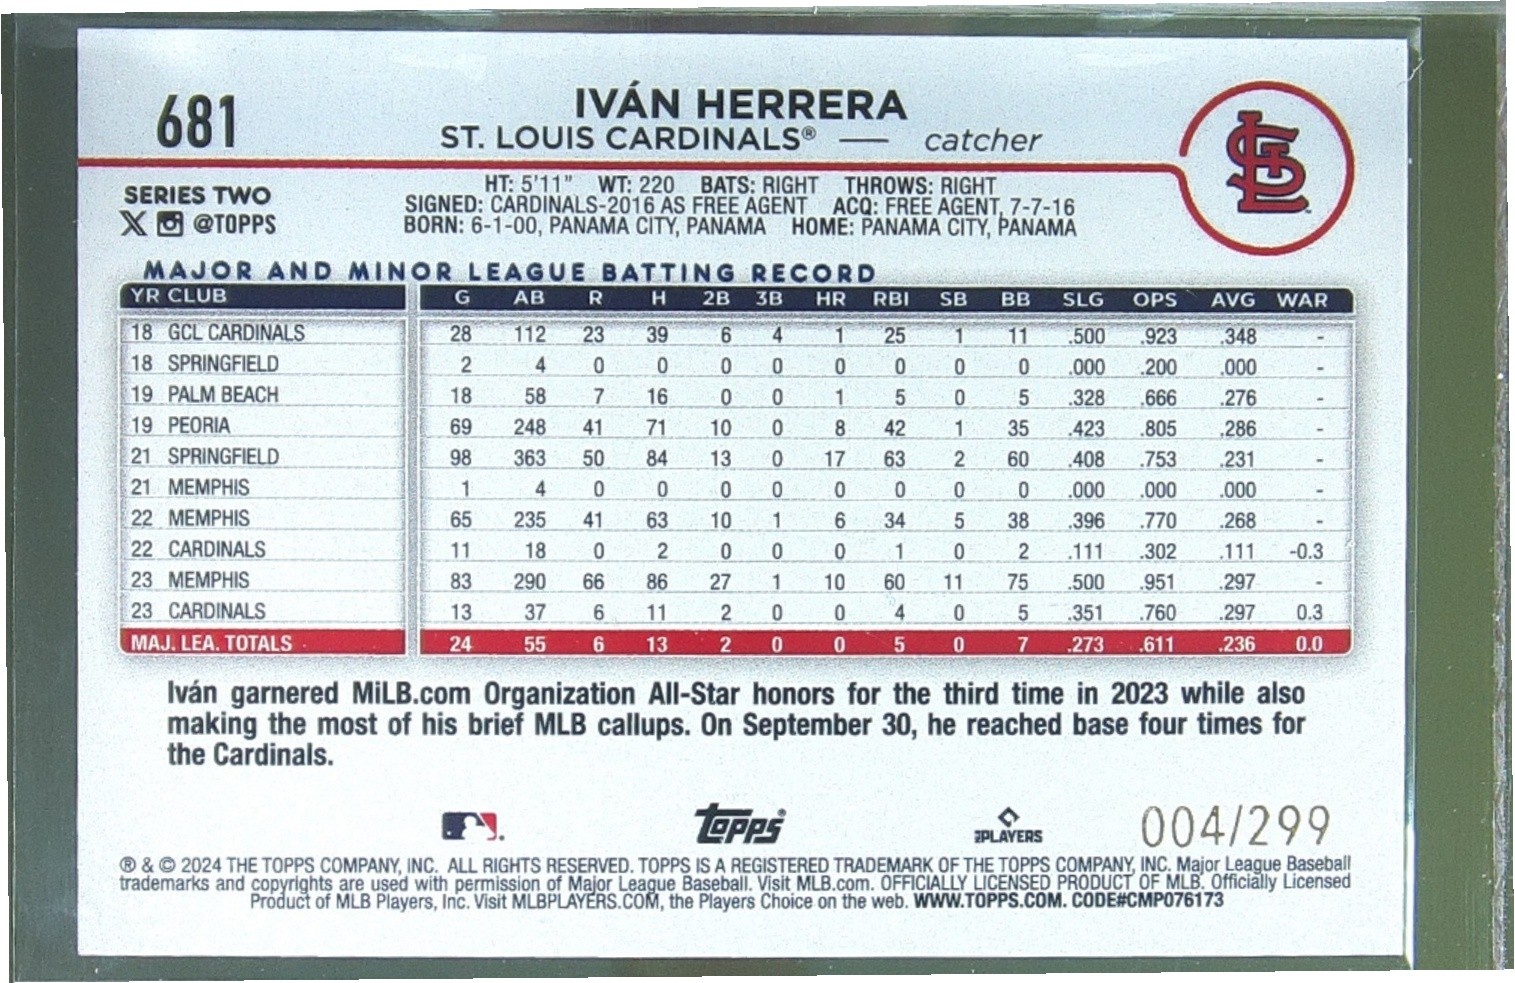 681
IVÁN HERRERA
ST. LOUIS CARDINALS® — catcher
SERIES TWO
@TOPPS
HT: 5'11" WT: 220 BATS: RIGHT THROWS: RIGHT
SIGNED: CARDINALS-2016 AS FREE AGENT ACQ: FREE AGENT, 7-7-16
BORN: 6-1-00, PANAMA CITY, PANAMA HOME: PANAMA CITY, PANAMA
STL
MAJOR AND MINOR LEAGUE BATTING RECORD
YR CLUB G AB R H 2B 3B HR RBI SB BB SLG OPS AVG WAR
18 GCL CARDINALS 28 112 23 39 6 4 1 25 1 11 .500 .923 .348 -
18 SPRINGFIELD 2 4 0 0 0 0 0 0 0 0 .000 .200 .000 -
19 PALM BEACH 18 58 7 16 0 0 1 5 0 5 .328 .666 .276 -
19 PEORIA 69 248 41 71 10 0 8 42 1 35 .423 .805 .286 -
21 SPRINGFIELD 98 363 50 84 13 0 17 63 2 60 .408 .753 .231 -
21 MEMPHIS 1 4 0 0 0 0 0 0 0 0 .000 .000 .000 -
22 MEMPHIS 65 235 41 63 10 1 6 34 5 38 .396 .770 .268 -
22 CARDINALS 11 18 0 2 0 0 0 1 0 2 .111 .302 .111 -0.3
23 MEMPHIS 83 290 66 86 27 1 10 60 11 75 .500 .951 .297 -
23 CARDINALS 13 37 6 11 2 0 0 4 0 5 .351 .760 .297 0.3
MAJ. LEA. TOTALS 24 55 6 13 2 0 0 5 0 7 .273 .611 .236 0.0
Iván garnered MiLB.com Organization All-Star honors for the third time in 2023 while also
making the most of his brief MLB callups. On September 30, he reached base four times for
the Cardinals.
topps
PLAYERS
004/299
® & © 2024 THE TOPPS COMPANY, INC. ALL RIGHTS RESERVED. TOPPS IS A REGISTERED TRADEMARK OF THE TOPPS COMPANY, INC. Major League Baseball
trademarks and copyrights are used with permission of Major League Baseball. Visit MLB.com. OFFICIALLY LICENSED PRODUCT OF MLB. Officially Licensed
Product of MLB Players, Inc. Visit MLBPLAYERS.COM, the Players Choice on the web. WWW.TOPPS.COM. CODE#CMP076173